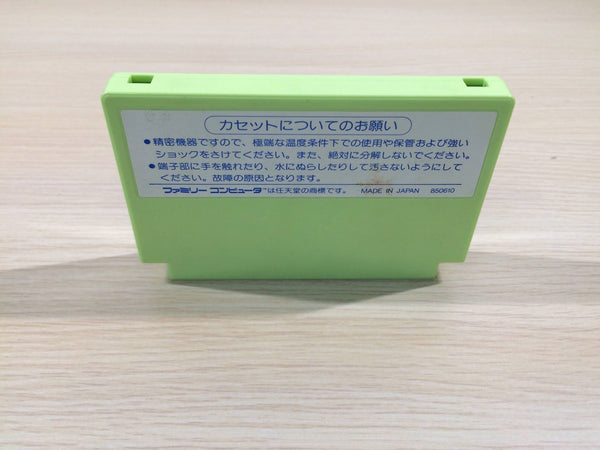 カセットについてのお願い
●精密機器ですので、極端な温度条件下での使用や保管および強い
ショックをさけてください。また、絶対に分解しないでください。
●端子部に手を触れたり、水にぬらしたりして汚さないようにして
ください。故障の原因となります。
ファミリー コンピュータ™は任天堂の商標です。 MADE IN JAPAN 850610